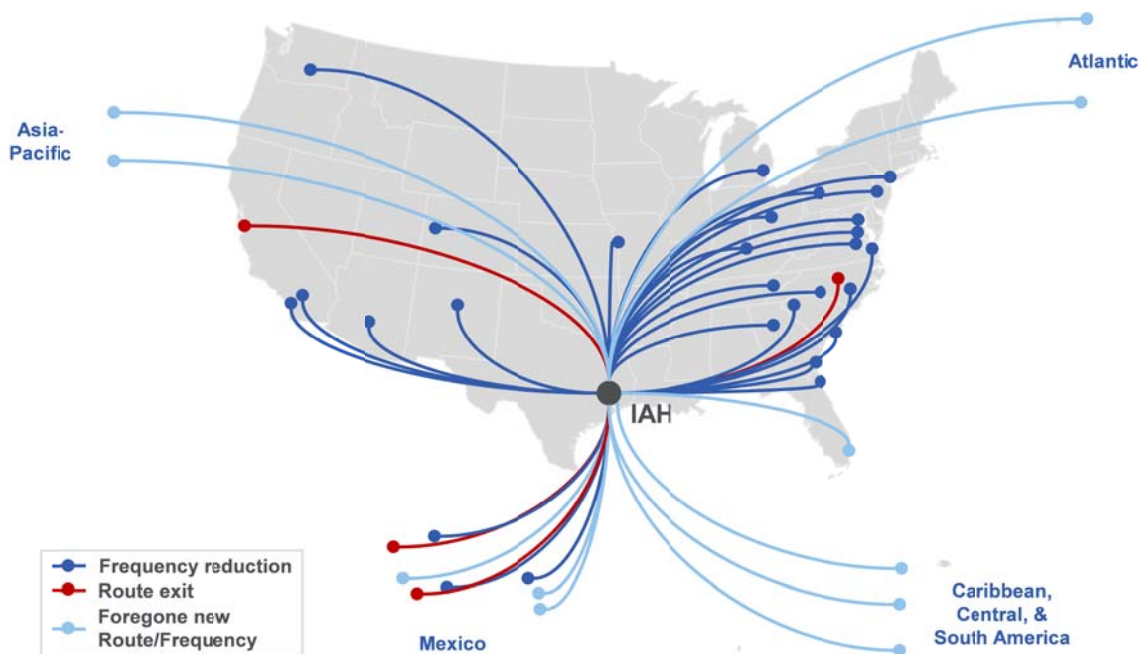 Atlantic
Asia-
Pacific
IAH
Frequency reduction
Route exit
Foregone new
Route/Frequency
Mexico
Caribbean,
Central, &
South America